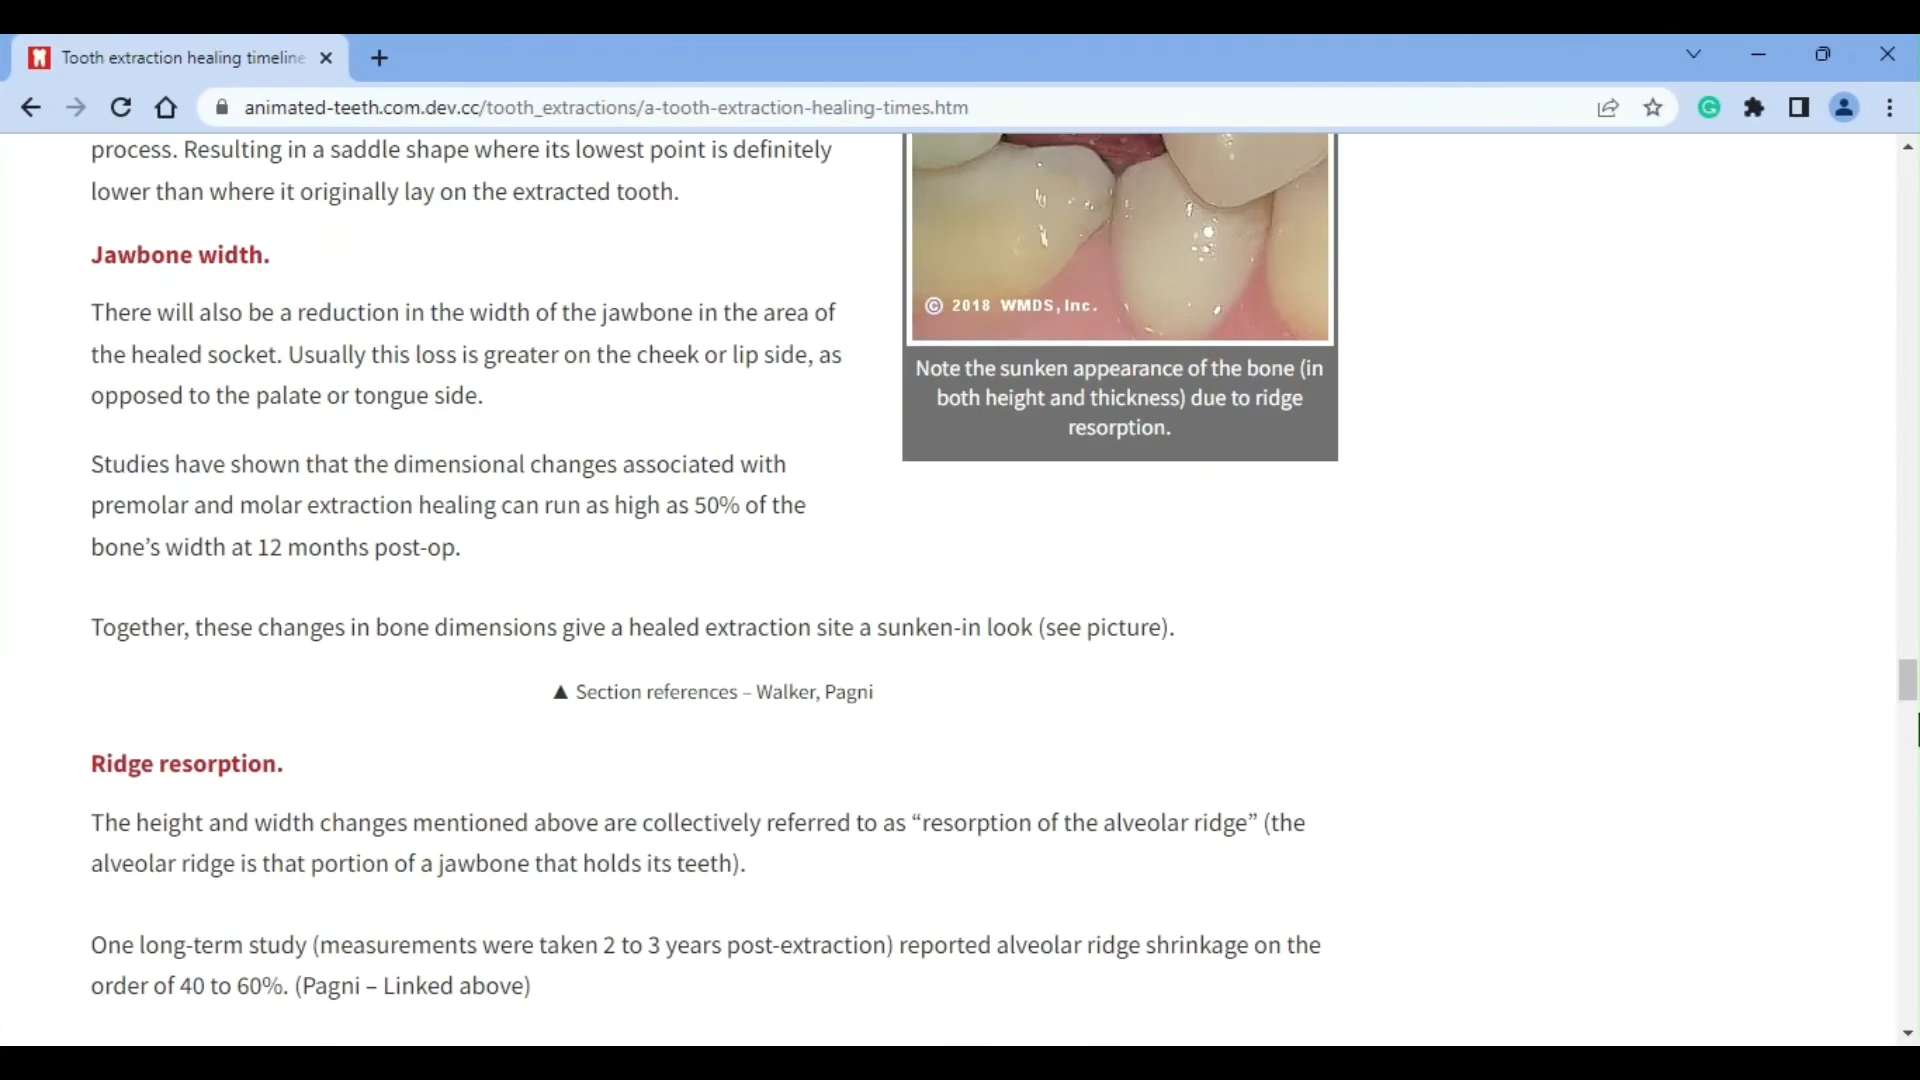 Tooth extraction healing timeline
animated-teeth.com.dev.cc/tooth_extractions/a-tooth-extraction-healing-times.htm
process. Resulting in a saddle shape where its lowest point is definitely
lower than where it originally lay on the extracted tooth.
Jawbone width.
There will also be a reduction in the width of the jawbone in the area of
the healed socket. Usually this loss is greater on the cheek or lip side, as
opposed to the palate or tongue side.
Studies have shown that the dimensional changes associated with
premolar and molar extraction healing can run as high as 50% of the
bone’s width at 12 months post-op.
© 2018 WMDS, Inc.
Note the sunken appearance of the bone (in
both height and thickness) due to ridge
resorption.
Together, these changes in bone dimensions give a healed extraction site a sunken-in look (see picture).
▲ Section references – Walker, Pagni
Ridge resorption.
The height and width changes mentioned above are collectively referred to as “resorption of the alveolar ridge” (the
alveolar ridge is that portion of a jawbone that holds its teeth).
One long-term study (measurements were taken 2 to 3 years post-extraction) reported alveolar ridge shrinkage on the
order of 40 to 60%. (Pagni – Linked above)